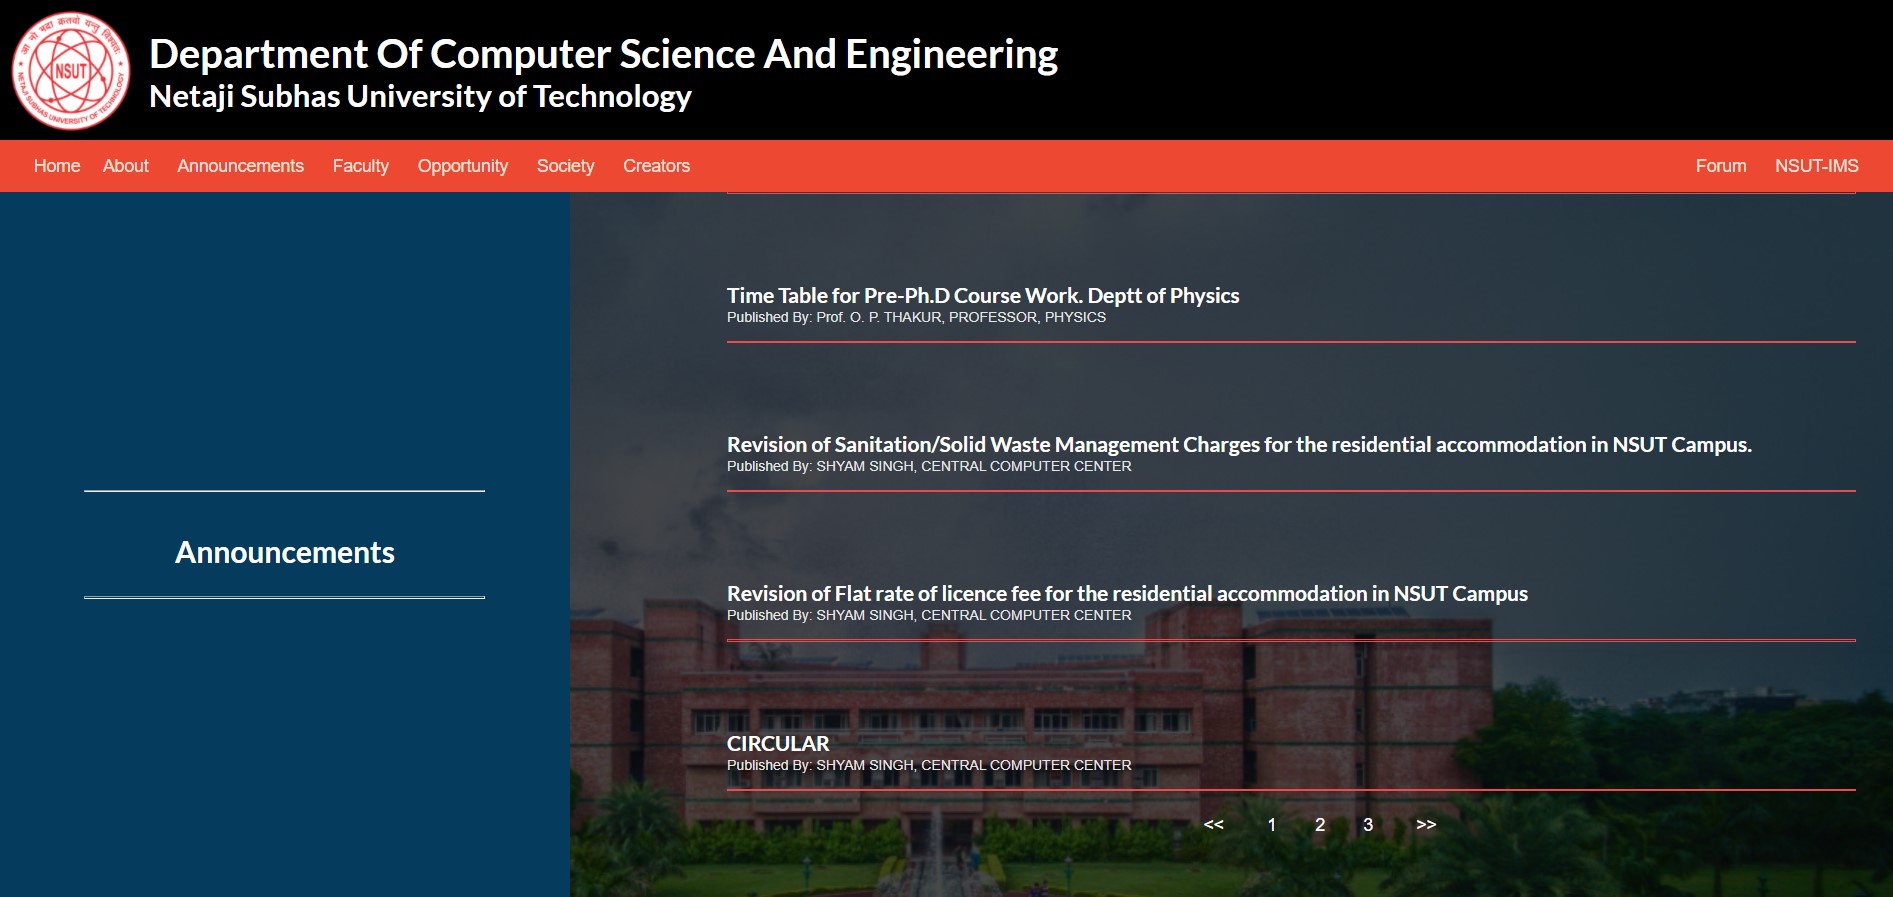 आ नो भद्रा क्रतवो यन्तु विश्वतः
NSUT
NETAJI SUBHAS UNIVERSITY OF TECHNOLOGY
Department Of Computer Science And Engineering
Netaji Subhas University of Technology
Home About Announcements Faculty Opportunity Society Creators Forum NSUT-IMS
Announcements
Time Table for Pre-Ph.D Course Work. Deptt of Physics
Published By: Prof. O. P. THAKUR, PROFESSOR, PHYSICS
Revision of Sanitation/Solid Waste Management Charges for the residential accommodation in NSUT Campus.
Published By: SHYAM SINGH, CENTRAL COMPUTER CENTER
Revision of Flat rate of licence fee for the residential accommodation in NSUT Campus
Published By: SHYAM SINGH, CENTRAL COMPUTER CENTER
CIRCULAR
Published By: SHYAM SINGH, CENTRAL COMPUTER CENTER
<< 1 2 3 >>